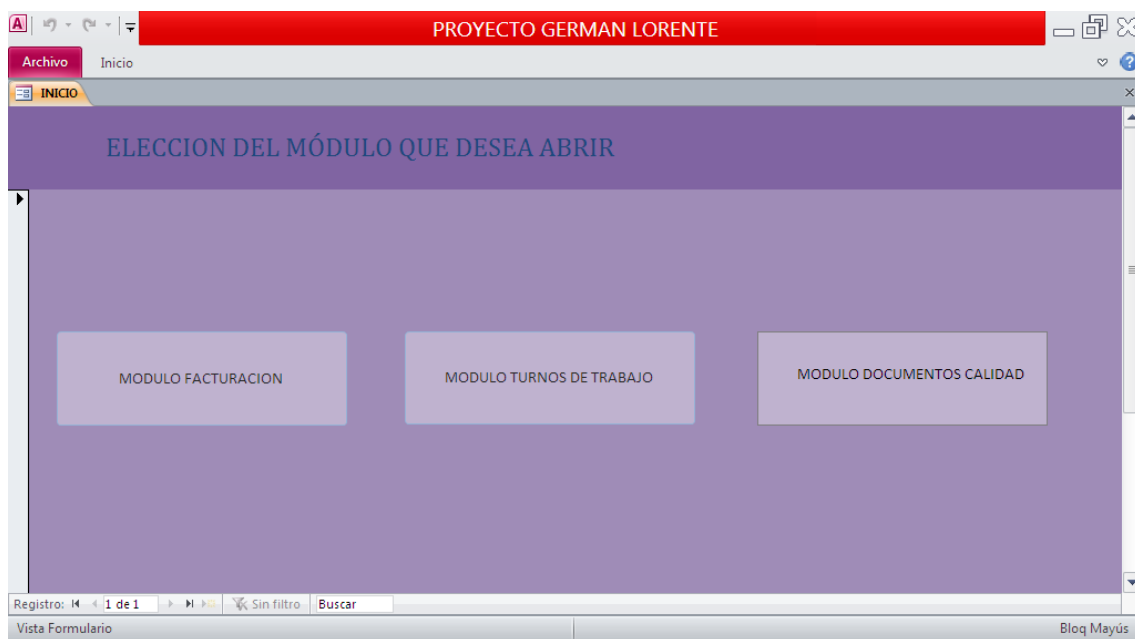 A
PROYECTO GERMAN LORENTE
Archivo Inicio
INICIO
ELECCION DEL MÓDULO QUE DESEA ABRIR
MODULO FACTURACION MODULO TURNOS DE TRABAJO MODULO DOCUMENTOS CALIDAD
Registro: 1 de 1 Sin filtro Buscar
Vista Formulario Bloq Mayús